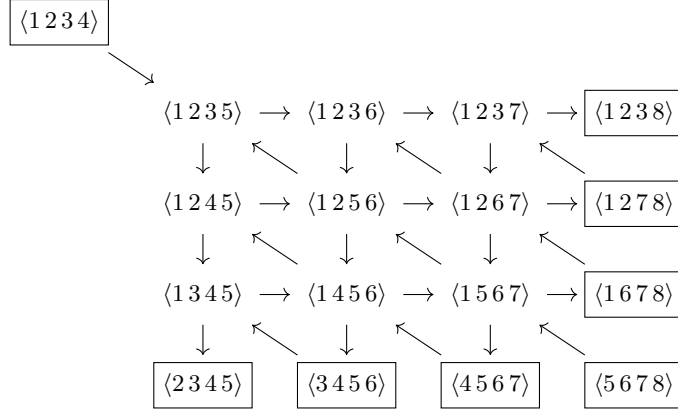 ⟨1 2 3 4⟩
⟨1 2 3 5⟩ ⟨1 2 3 6⟩ ⟨1 2 3 7⟩ ⟨1 2 3 8⟩
⟨1 2 4 5⟩ ⟨1 2 5 6⟩ ⟨1 2 6 7⟩ ⟨1 2 7 8⟩
⟨1 3 4 5⟩ ⟨1 4 5 6⟩ ⟨1 5 6 7⟩ ⟨1 6 7 8⟩
⟨2 3 4 5⟩ ⟨3 4 5 6⟩ ⟨4 5 6 7⟩ ⟨5 6 7 8⟩